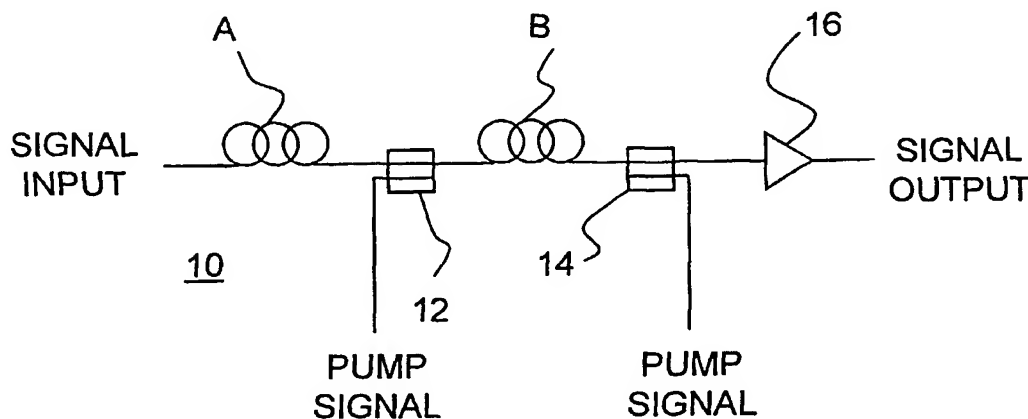 A
B
16
SIGNAL
INPUT
SIGNAL
OUTPUT
10
12
14
PUMP
SIGNAL
PUMP
SIGNAL